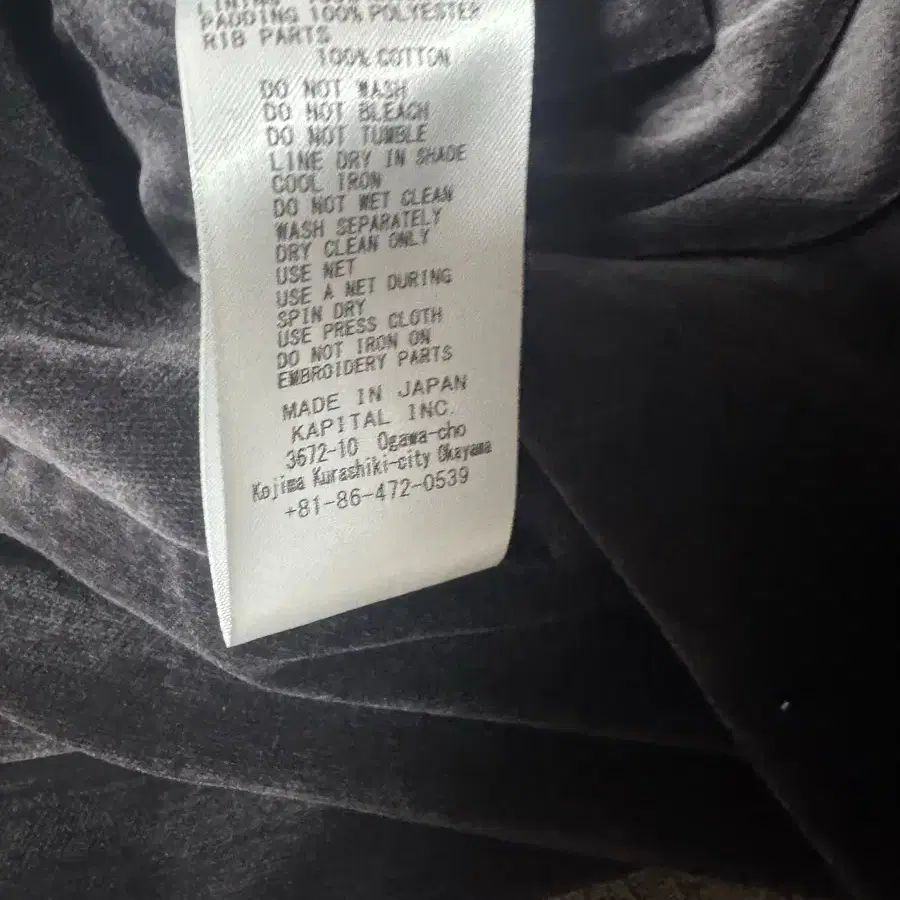 LINING
PADDING 100% POLYESTER
RIB PARTS
100% COTTON
DO NOT WASH
DO NOT BLEACH
DO NOT TUMBLE
LINE DRY IN SHADE
COOL IRON
DO NOT WET CLEAN
WASH SEPARATELY
DRY CLEAN ONLY
USE NET
USE A NET DURING
SPIN DRY
USE PRESS CLOTH
DO NOT IRON ON
EMBROIDERY PARTS
MADE IN JAPAN
KAPITAL INC.
3672-10 Ogawa-cho
Kojima Kurashiki-city Okayama
+81-86-472-0539